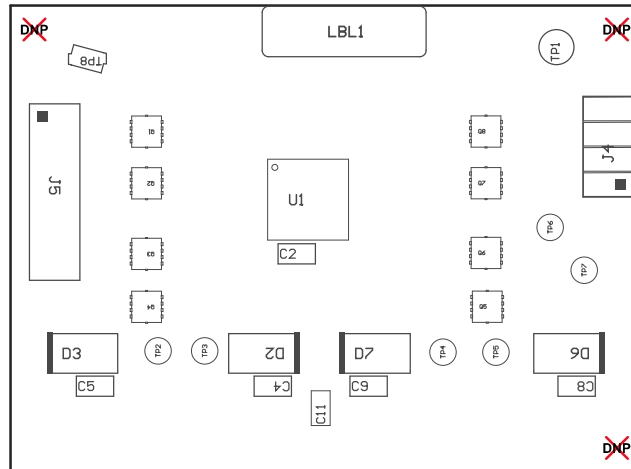 DNP
LBL1
DNP
TP8
TP1
Q1
Q8
J5
J4
Q2
Q7
U1
TP6
C2
Q3
Q6
TP7
Q4
Q5
D3
TP2
TP3
D2
D7
TP4
TP5
D6
C5
C4
C9
C8
C11
DNP